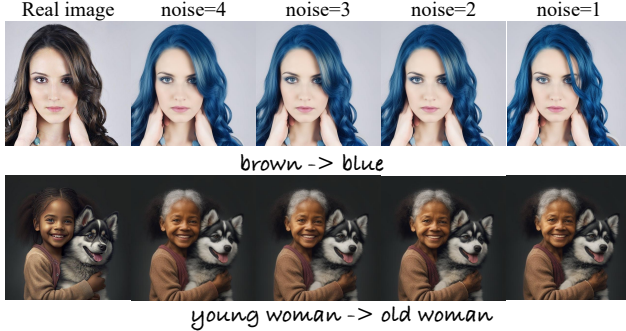 Real image noise=4 noise=3 noise=2 noise=1
brown -> blue
young woman -> old woman